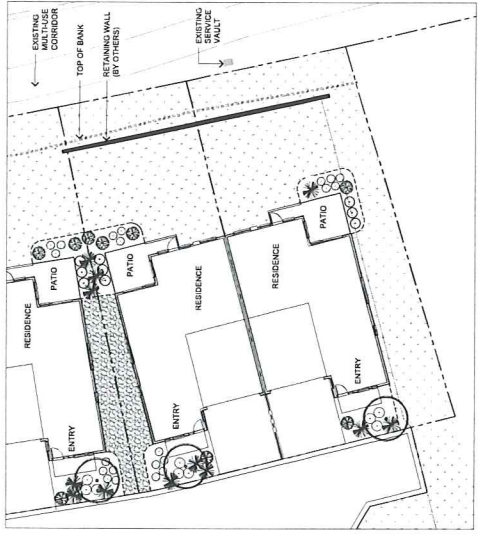 EXISTING
MULTI-USE
CORRIDOR
TOP OF BANK
RETAINING WALL
(BY OTHERS)
EXISTING
SERVICE
VAULT
RESIDENCE
PATIO
ENTRY
PATIO
RESIDENCE
ENTRY
RESIDENCE
PATIO
ENTRY